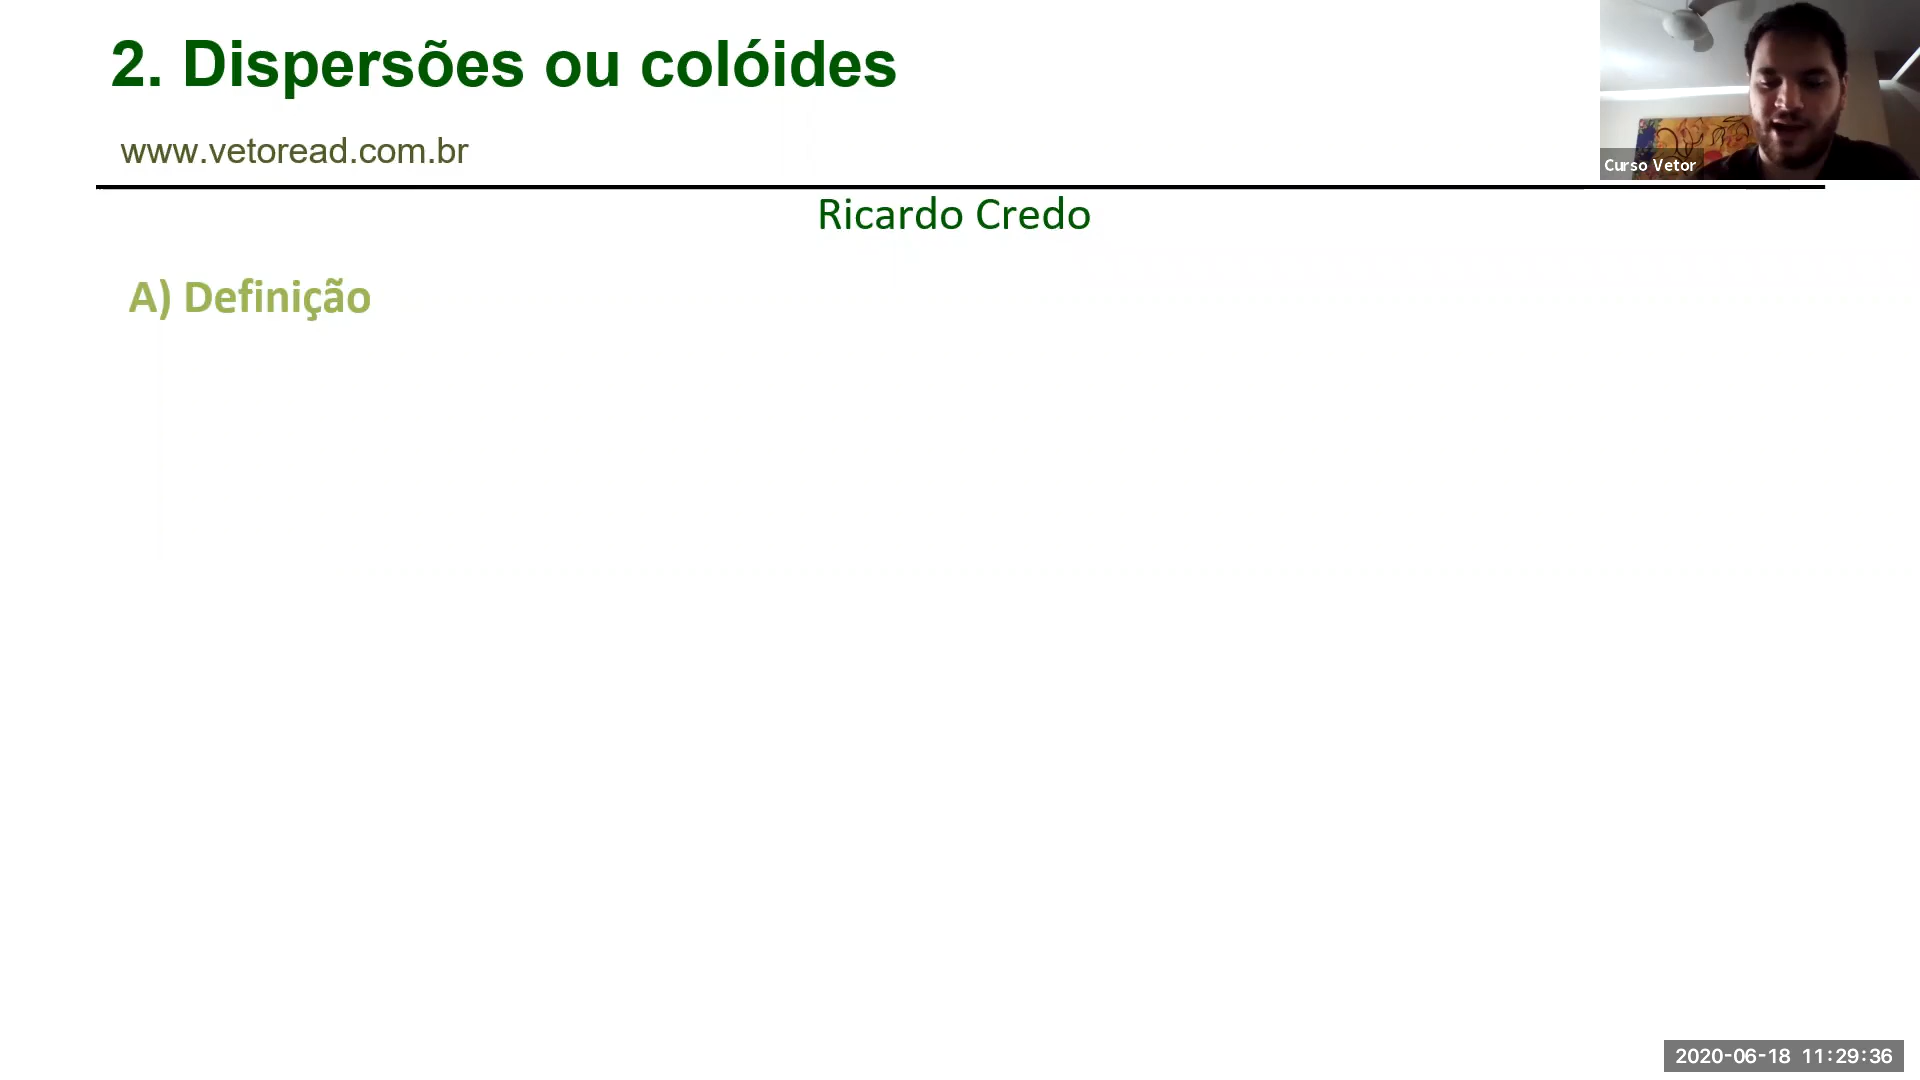 2. Dispersões ou colóides
www.vetoread.com.br
Curso Vetor
Ricardo Credo
A) Definição
2020-06-18 11:29:36